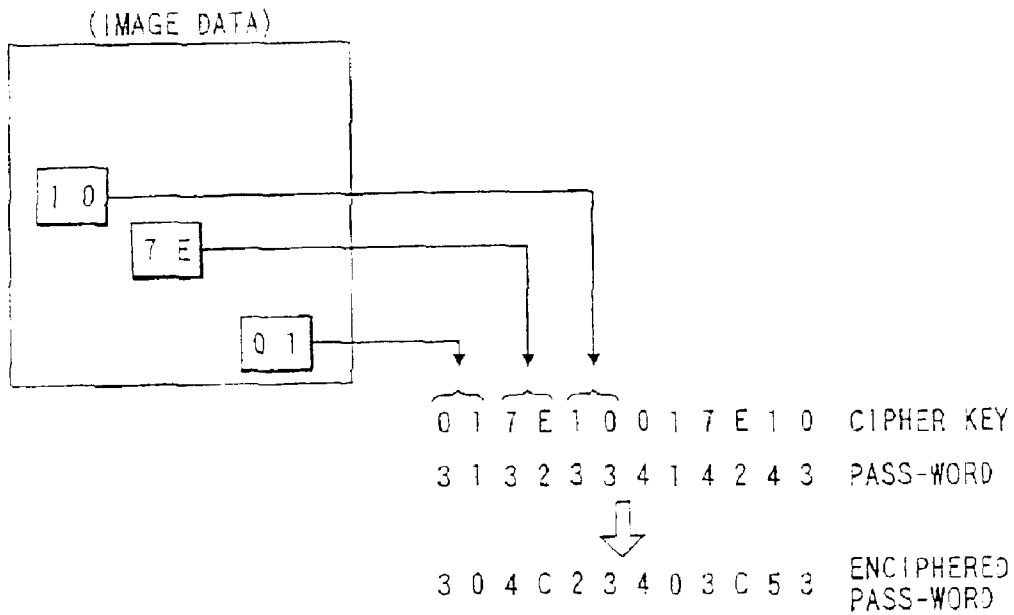 (IMAGE DATA)
1 0
7 E
0 1
0 1 7 E 1 0 0 1 7 E 1 0 CIPHER KEY
3 1 3 2 3 3 4 1 4 2 4 3 PASS-WORD
3 0 4 C 2 3 4 0 3 C 5 3 ENCIPHERED PASS-WORD